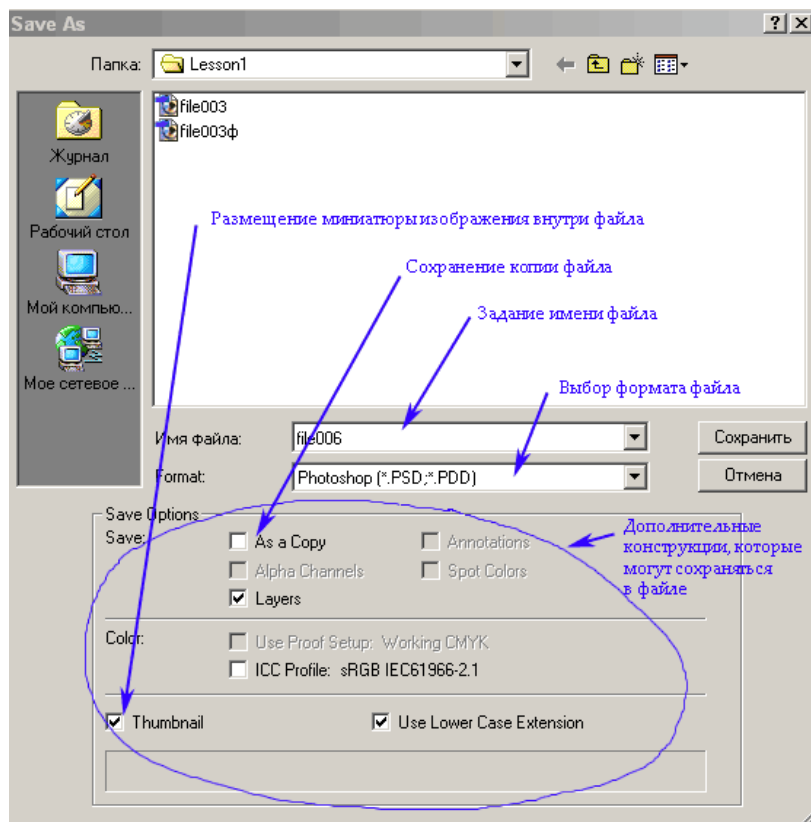 Save As
Папка: Lesson1
file003
file003ф
Журнал
Рабочий стол
Мой компью...
Мое сетевое ...
Размещение миниатюры изображения внутри файла
Сохранение копии файла
Задание имени файла
Выбор формата файла
Имя файла: file006 Сохранить
Format: Photoshop (*.PSD;*.PDD) Отмена
Save Options
Save: As a Copy Annotations
Alpha Channels Spot Colors
Layers
Дополнительные
конструкции, которые
могут сохраняться
в файле
Color: Use Proof Setup: Working CMYK
ICC Profile: sRGB IEC61966-2.1
Thumbnail Use Lower Case Extension